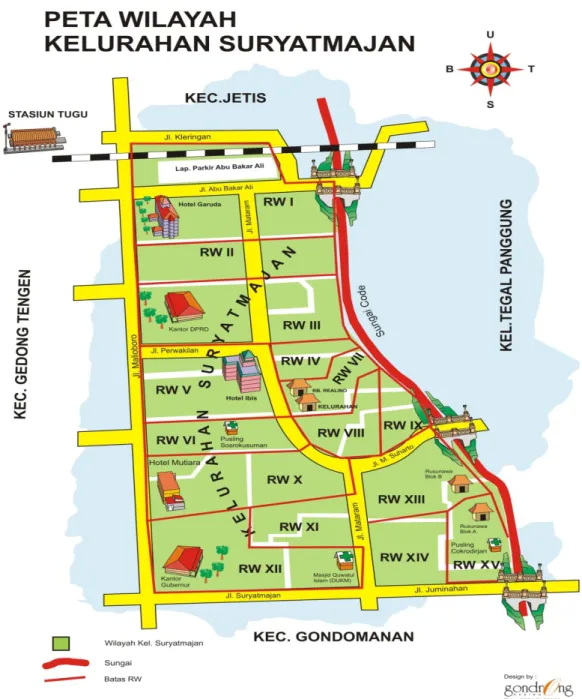 PETA WILAYAH
KELURAHAN SURYATMAJAN
U
B
T
S
KEC.JETIS
STASIUN TUGU
Jl. Kleringan
Lap. Parkir Abu Bakar Ali
Jl. Abu Bakar Ali
Hotel Garuda
Jl. Mataram
RW I
RW II
KEC. GEDONG TENGEN
KEL.TEGAL PANGGUNG
Jl. Malioboro
KELURAHAN SURYATMAJAN
Sungai Code
Kantor DPRD
RW III
Jl. Perwakilan
RW IV
RW VII
RW V
Hotel Ibis
RB. REALINO
KELURAHAN
RW VI
Pusling
Sosrokusuman
RW VIII
RW IX
Jl. M. Suharto
Hotel Mutiara
RW X
Rusunawa
Blok B
RW XIII
Jl. Mataram
RW XI
Rusunawa
Blok A.
Pusling
Cokrodirjan
RW XII
Kantor
Gubernur
Masjid Quwatul
Islam (DUKM)
RW XIV
RW XV
Jl. Suryatmajan
Jl. Juminahan
KEC. GONDOMANAN
Wilayah Kel. Suryatmajan
Sungai
Batas RW
Design by :
gondrOng